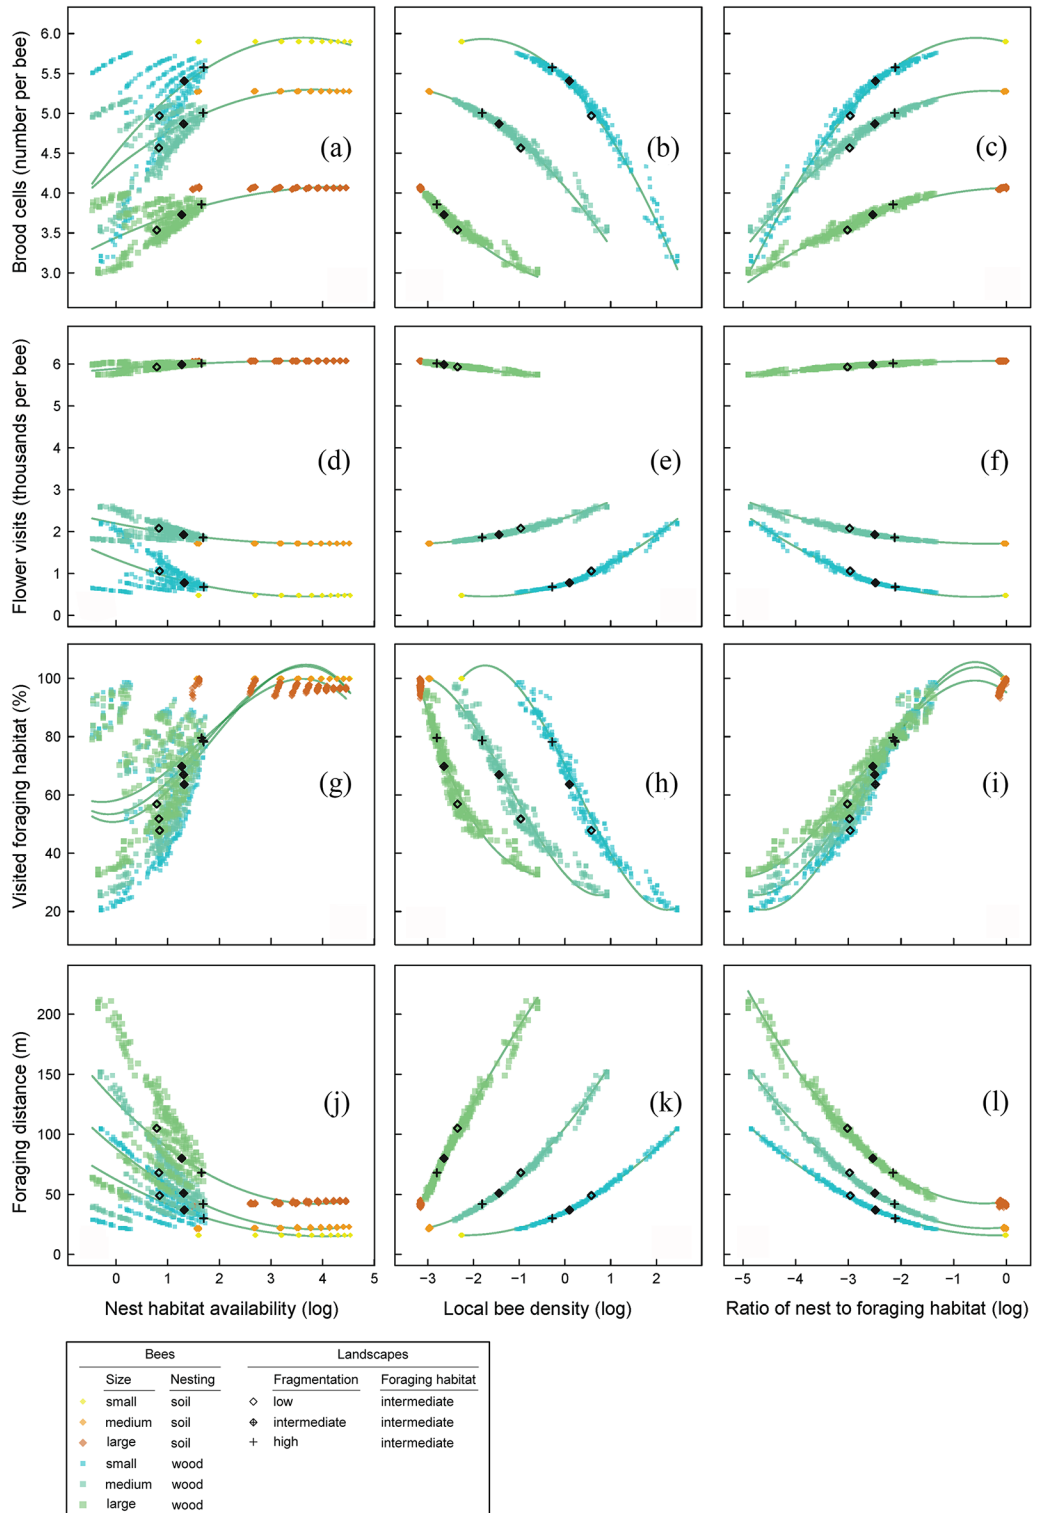 Brood cells (number per bee)
6.0
5.5
5.0
4.5
4.0
3.5
3.0
(a)
(b)
(c)
Flower visits (thousands per bee)
6
5
4
3
2
1
0
(d)
(e)
(f)
Visited foraging habitat (%)
100
80
60
40
20
(g)
(h)
(i)
Foraging distance (m)
200
150
100
50
0
(j)
(k)
(l)
0 1 2 3 4 5
−3 −2 −1 0 1 2
−5 −4 −3 −2 −1 0
Nest habitat availability (log)
Local bee density (log)
Ratio of nest to foraging habitat (log)
Bees Landscapes
Size Nesting Fragmentation Foraging habitat
small soil low intermediate
medium soil intermediate intermediate
large soil high intermediate
small wood
medium wood
large wood